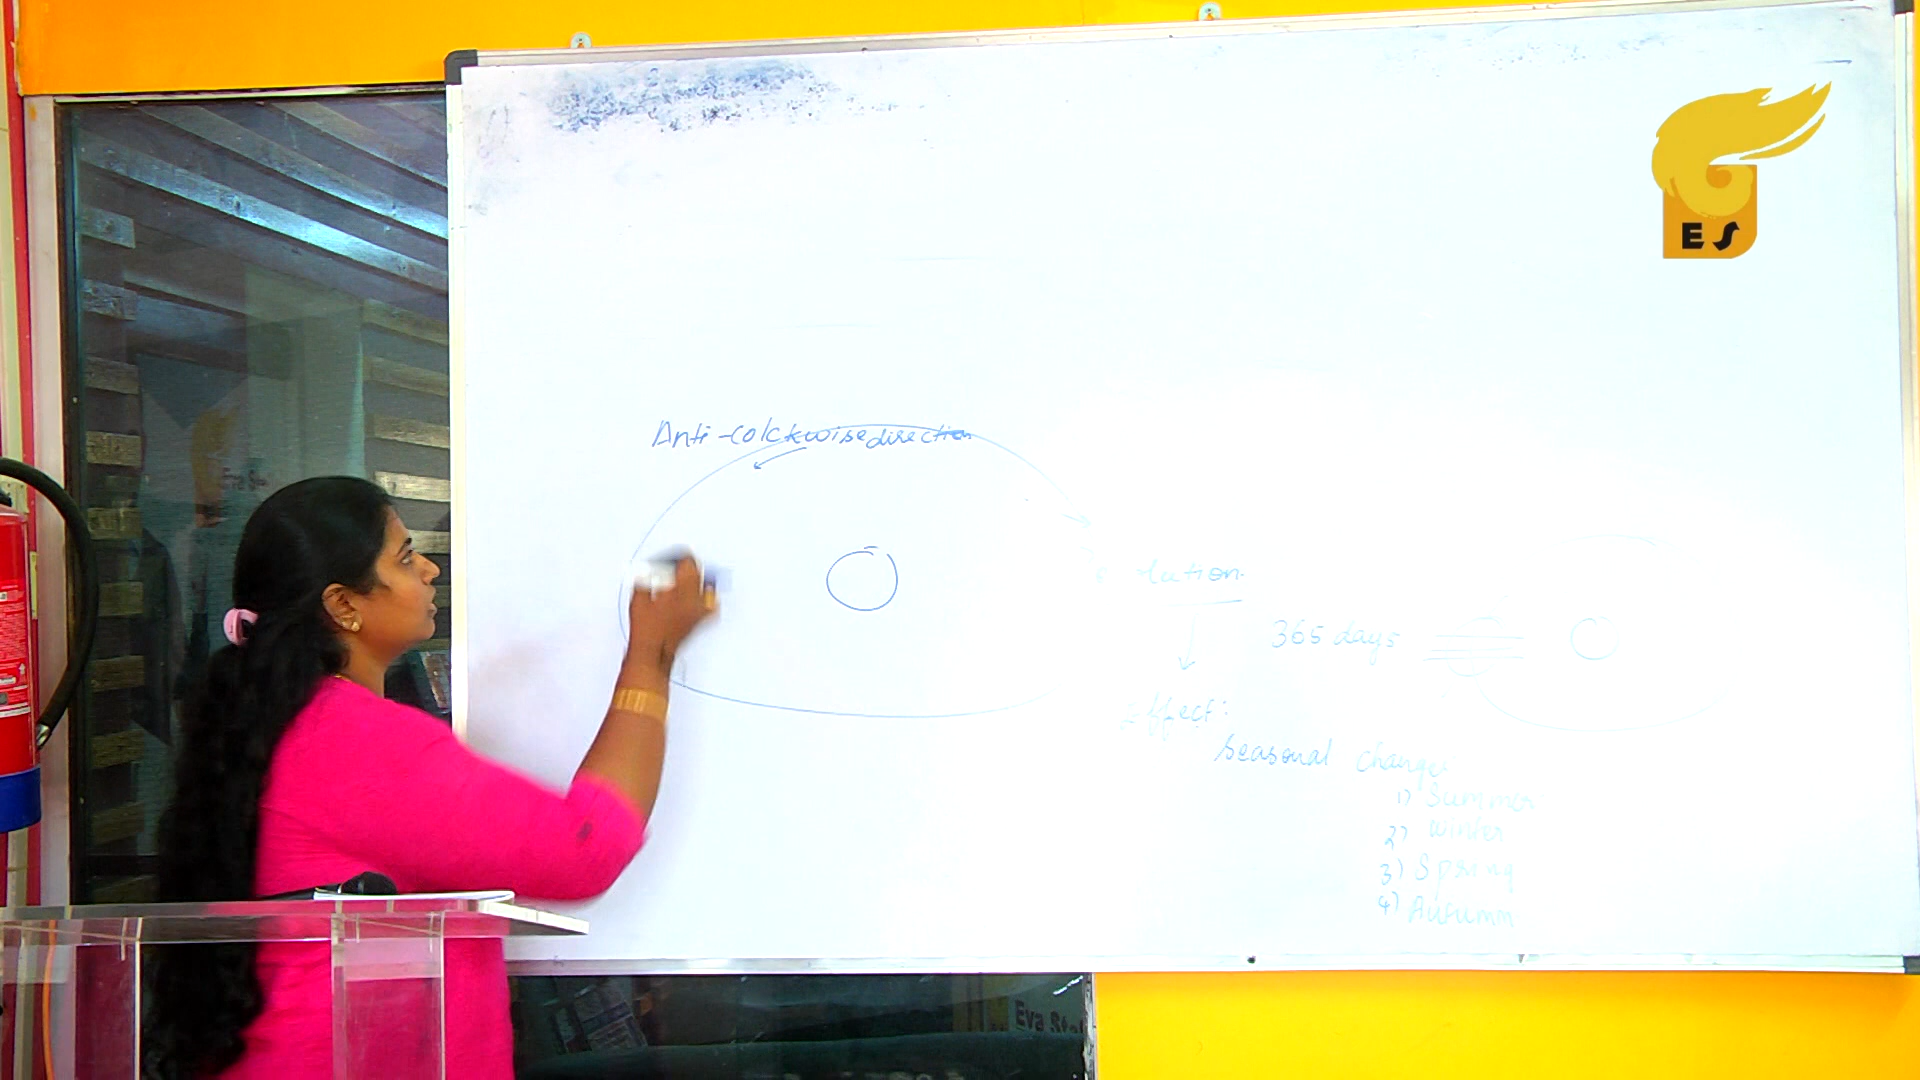 Anti-colckwise direction
lation.
365 days
Effect:
Seasonal change
1) Summer
2) Winter
3) Spring
4) Autumn
ES